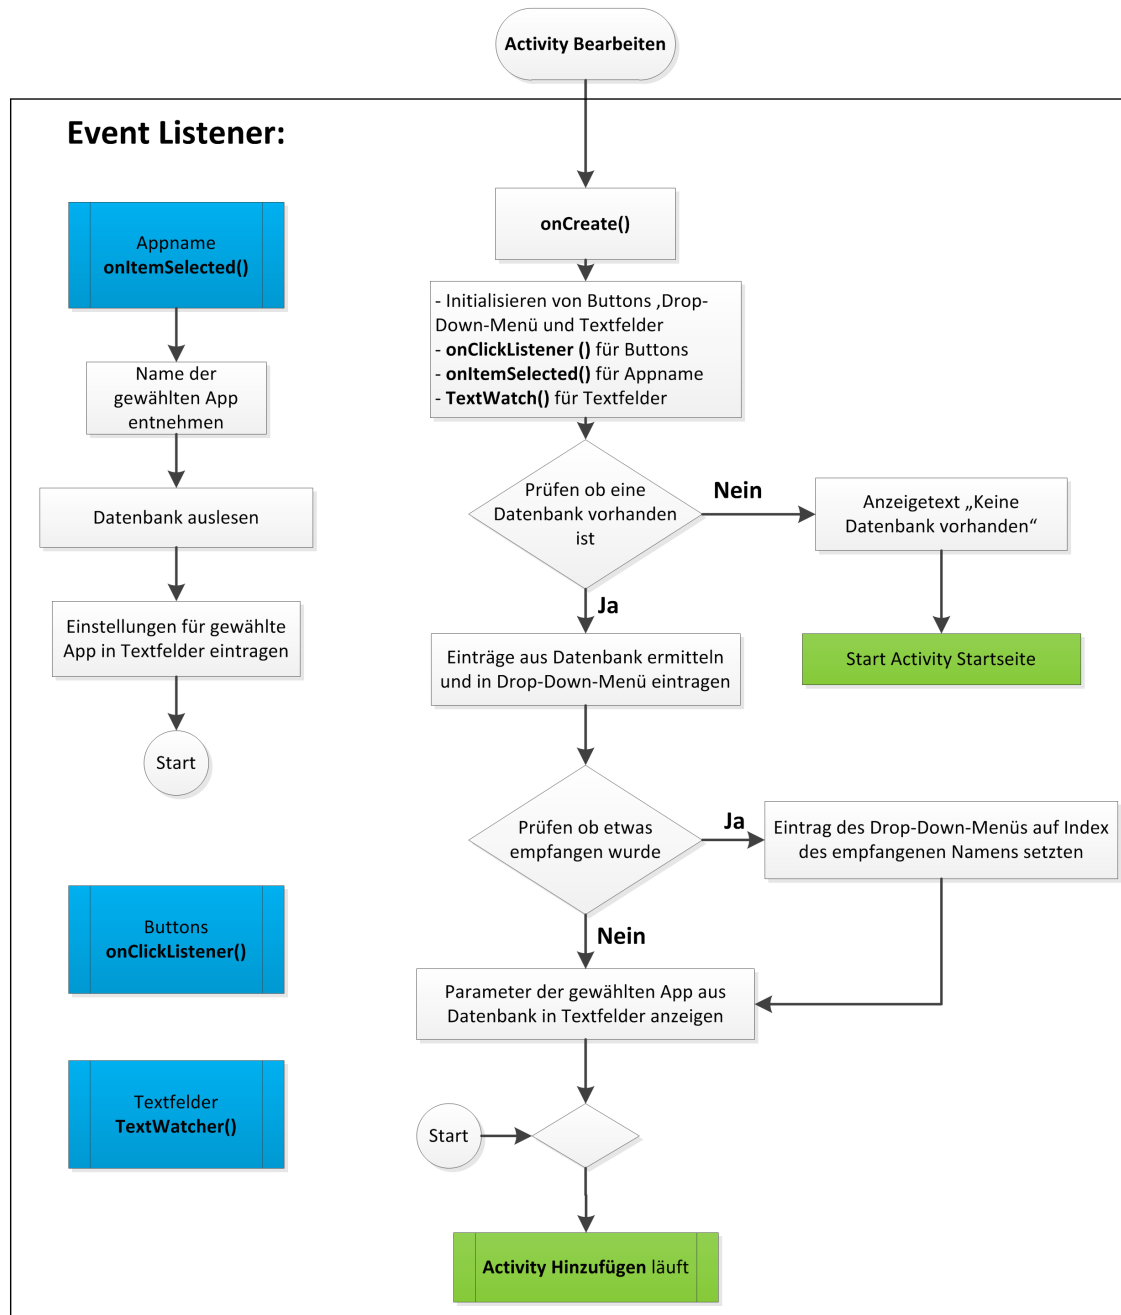 Activity Bearbeiten
Event Listener:
Appname
onItemSelected()
Name der
gewählten App
entnehmen
Datenbank auslesen
Einstellungen für gewählte
App in Textfelder eintragen
Start
Buttons
onClickListener()
Textfelder
TextWatcher()
onCreate()
- Initialisieren von Buttons ,Drop-
Down-Menü und Textfelder
- onClickListener () für Buttons
- onItemSelected() für Appname
- TextWatch() für Textfelder
Prüfen ob eine
Datenbank vorhanden
ist
Nein
Anzeigetext „Keine
Datenbank vorhanden“
Start Activity Startseite
Ja
Einträge aus Datenbank ermitteln
und in Drop-Down-Menü eintragen
Prüfen ob etwas
empfangen wurde
Ja
Eintrag des Drop-Down-Menüs auf Index
des empfangenen Namens setzten
Nein
Parameter der gewählten App aus
Datenbank in Textfelder anzeigen
Start
Activity Hinzufügen läuft